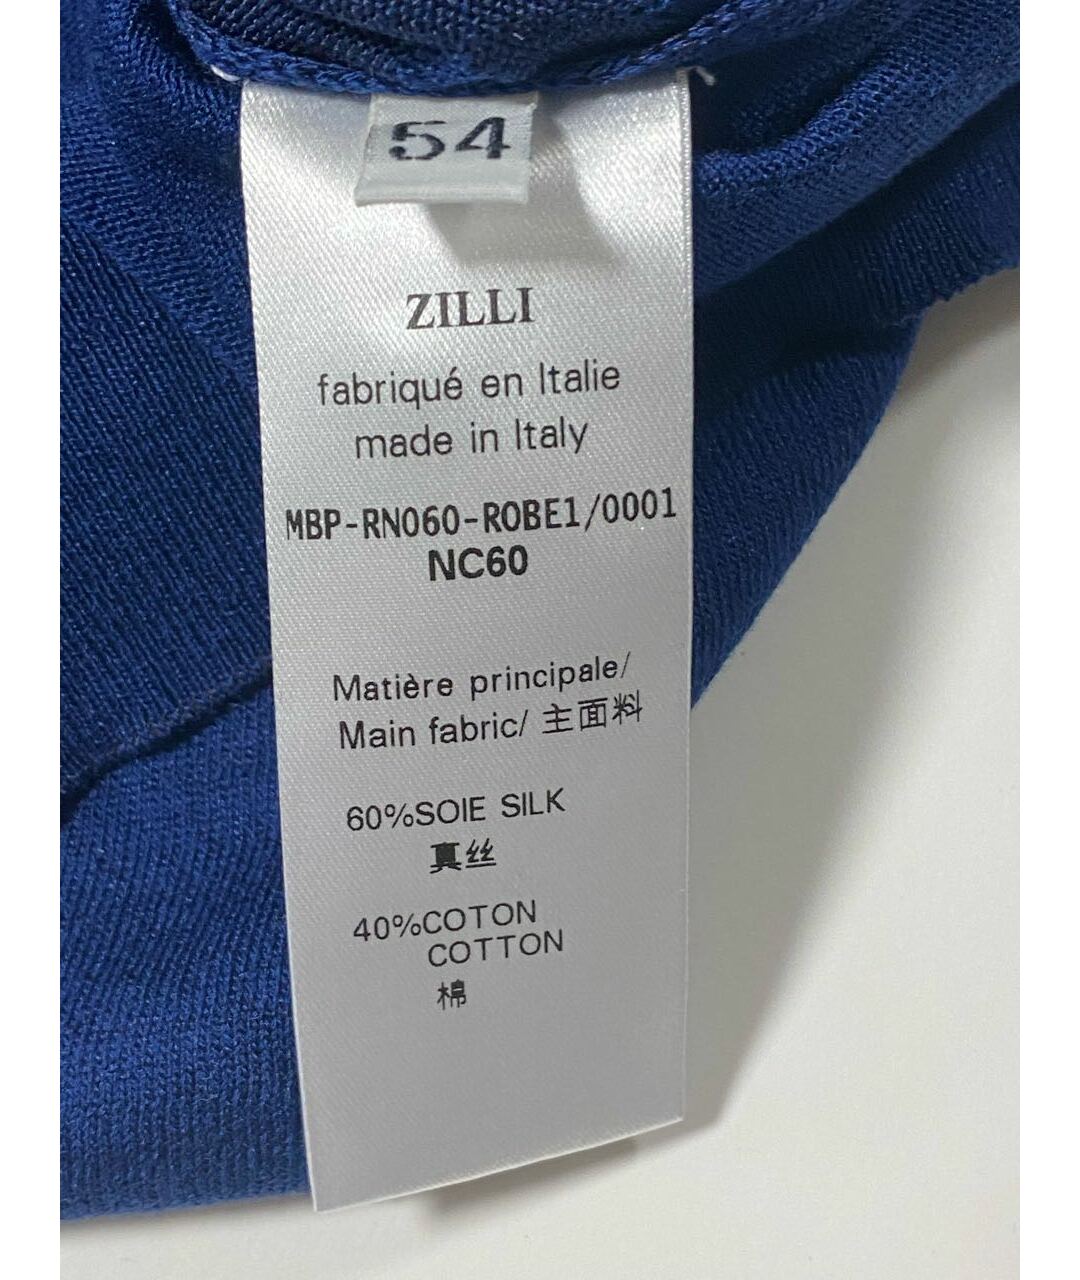 54
ZILLI
fabriqué en Italie
made in Italy
MBP-RN060-ROBE1/0001
NC60
Matière principale/
Main fabric/ 主面料
60%SOIE SILK
真丝
40%COTON
COTTON
棉